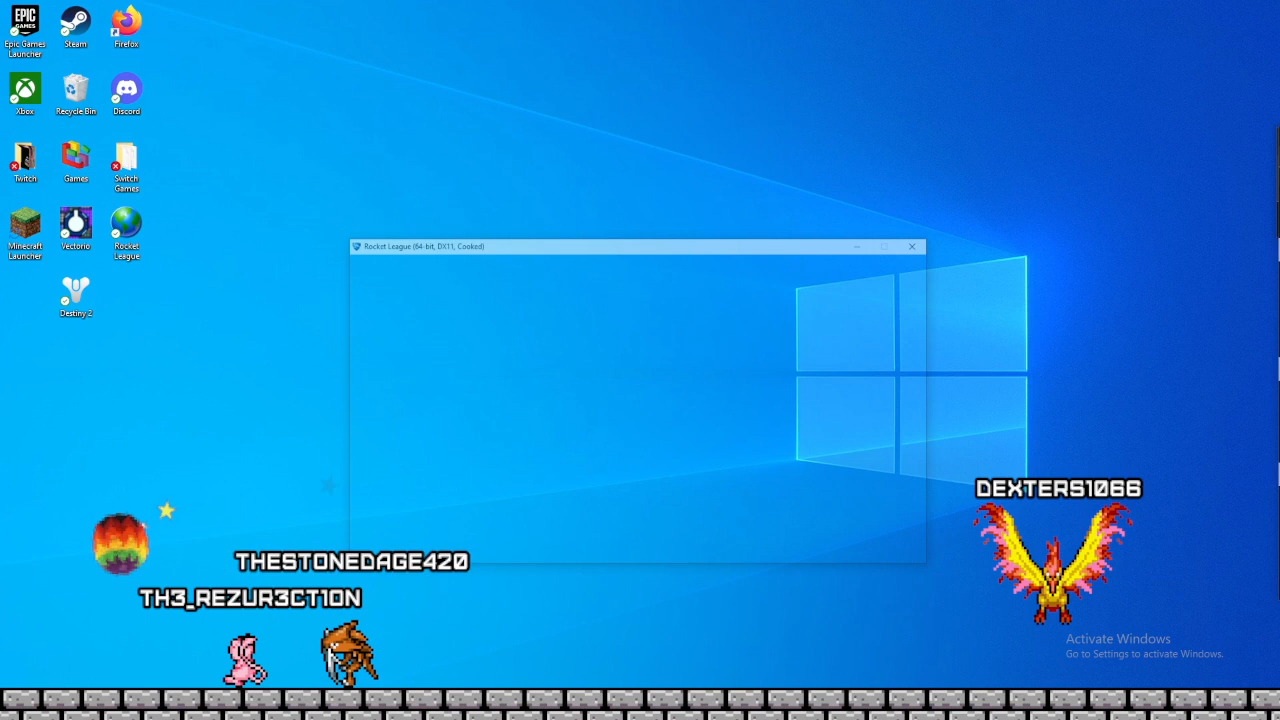 EPIC
GAMES
Epic Games
Launcher
Steam
Firefox
Xbox
Recycle Bin
Discord
Twitch
Games
Switch
Games
Minecraft
Launcher
Vectorio
Rocket
League
Destiny 2
Rocket League (64-bit, DX11, Cooked)
DEXTERS1066
THESTONEDAGE420
TH3_REZUR3CT1ON
Activate Windows
Go to Settings to activate Windows.